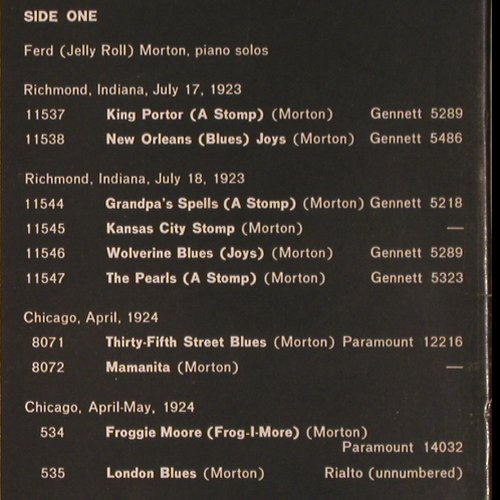 SIDE ONE
Ferd (Jelly Roll) Morton, piano solos
Richmond, Indiana, July 17, 1923
11537 King Portor (A Stomp) (Morton) Gennett 5289
11538 New Orleans (Blues) Joys (Morton) Gennett 5486
Richmond, Indiana, July 18, 1923
11544 Grandpa's Spells (A Stomp) (Morton) Gennett 5218
11545 Kansas City Stomp (Morton) —
11546 Wolverine Blues (Joys) (Morton) Gennett 5289
11547 The Pearls (A Stomp) (Morton) Gennett 5323
Chicago, April, 1924
8071 Thirty-Fifth Street Blues (Morton) Paramount 12216
8072 Mamanita (Morton) —
Chicago, April-May, 1924
534 Froggie Moore (Frog-I-More) (Morton)
Paramount 14032
535 London Blues (Morton) Rialto (unnumbered)